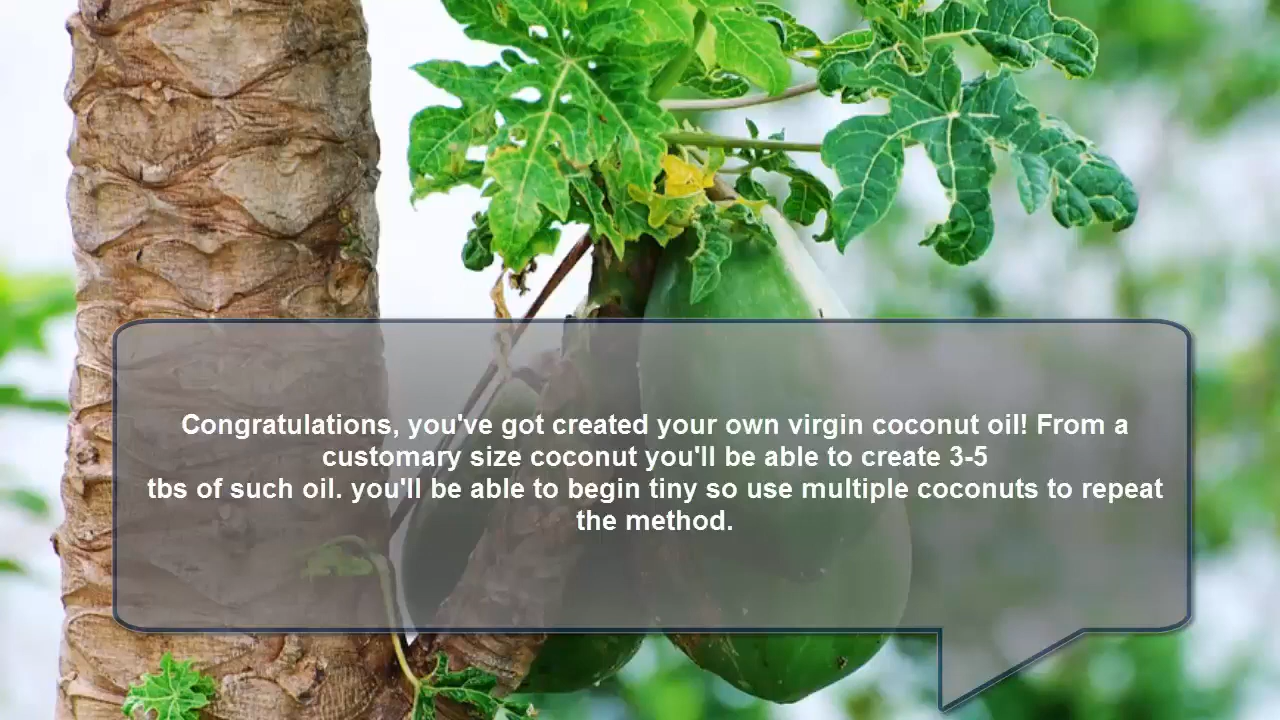 Congratulations, you've got created your own virgin coconut oil! From a
customary size coconut you'll be able to create 3-5
tbs of such oil. you'll be able to begin tiny so use multiple coconuts to repeat
the method.